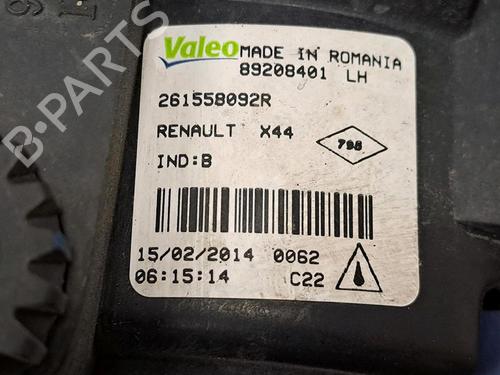 Valeo MADE IN ROMANIA
89208401 LH
261558092R
RENAULT X44
798
IND:B
15/02/2014 0062
06:15:14 C22
B-Parts